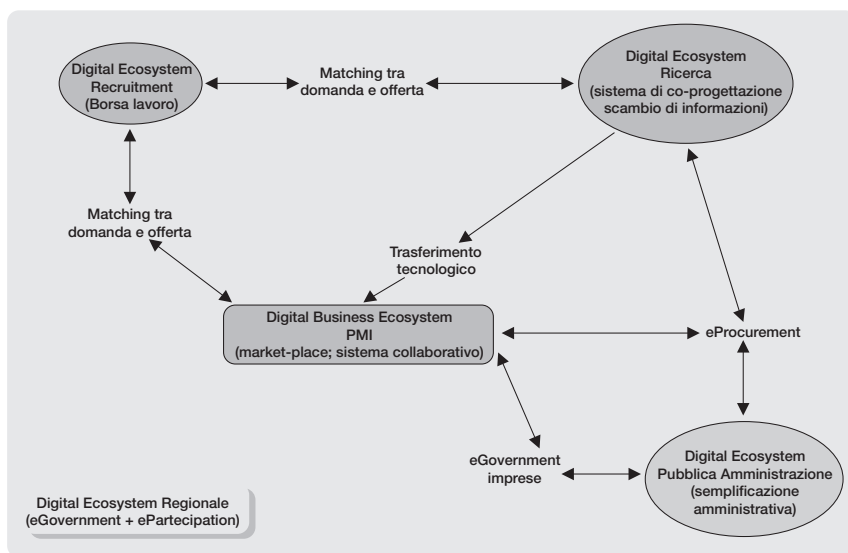 Digital Ecosystem
Recruitment
(Borsa lavoro)
Matching tra
domanda e offerta
Digital Ecosystem
Ricerca
(sistema di co-progettazione
scambio di informazioni)
Matching tra
domanda e offerta
Trasferimento
tecnologico
Digital Business Ecosystem
PMI
(market-place; sistema collaborativo)
eProcurement
eGovernment
imprese
Digital Ecosystem
Pubblica Amministrazione
(semplificazione
amministrativa)
Digital Ecosystem Regionale
(eGovernment + ePartecipation)